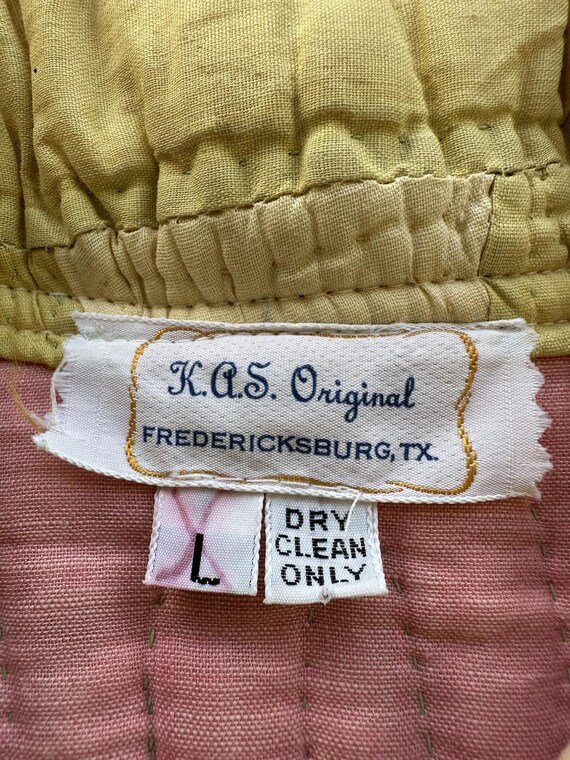 K.A.S. Original
FREDERICKSBURG, TX.
L
DRY
CLEAN
ONLY